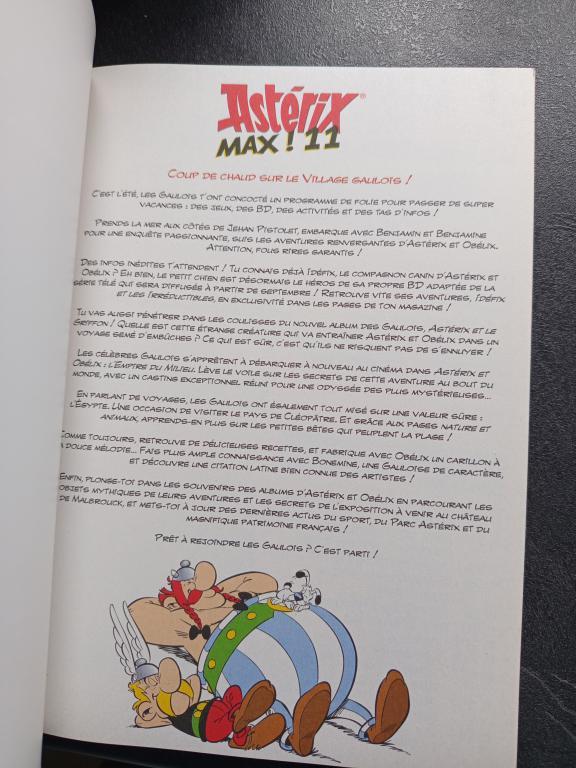 Astérix®
MAX ! 11
COUP DE CHAUD SUR LE VILLAGE GAULOIS !
C'EST L'ÉTÉ, LES GAULOIS T'ONT CONCOCTÉ UN PROGRAMME DE FOLIE POUR PASSER DE SUPER
VACANCES : DES JEUX, DES BD, DES ACTIVITÉS ET DES TAS D'INFOS !
PRENDS LA MER AUX CÔTÉS DE JEHAN PISTOLET, EMBARQUE AVEC BENJAMIN ET BENJAMINE
POUR UNE ENQUÊTE PASSIONNANTE, SUIS LES AVENTURES RENVERGANTES D'ASTÉRIX ET OBÉLIX.
ATTENTION, FOUS RIRES GARANTIS !
DES INFOS INÉDITES T'ATTENDENT ! TU CONNAIS DÉJÀ IDÉFIX, LE COMPAGNON CANIN D'ASTÉRIX ET
OBÉLIX ? EH BIEN, LE PETIT CHIEN EST DÉSORMAIS LE HÉROS DE SA PROPRE BD ADAPTÉE DE LA
SÉRIE TÉLÉ QUI SERA DIFFUSÉE À PARTIR DE SEPTEMBRE ! RETROUVE VITE SES AVENTURES, IDÉFIX
ET LES IRRÉDUCTIBLES, EN EXCLUSIVITÉ DANS LES PAGES DE TON MAGAZINE !
TU VAS AUSSI PÉNÉTRER DANS LES COULISSES DU NOUVEL ALBUM DES GAULOIS, ASTÉRIX ET LE
GRIFFON ! QUELLE EST CETTE ÉTRANGE CRÉATURE QUI VA ENTRAÎNER ASTÉRIX ET OBÉLIX DANS UN
VOYAGE SEMÉ D'EMBÛCHES ? CE QUI EST SÛR, C'EST QU'ILS NE RISQUENT PAS DE S'ENNUYER !
LES CÉLÈBRES GAULOIS S'APPRÊTENT À DÉBARQUER À NOUVEAU AU CINÉMA DANS ASTÉRIX ET
OBÉLIX : L'EMPIRE DU MILIEU. LÈVE LE VOILE SUR LES SECRETS DE CETTE AVENTURE AU BOUT DU
MONDE, AVEC UN CASTING EXCEPTIONNEL RÉUNI POUR UNE ODYSSÉE DES PLUS MYSTÉRIEUSES...
EN PARLANT DE VOYAGES, LES GAULOIS ONT ÉGALEMENT TOUT MISÉ SUR UNE VALEUR SÛRE :
L'ÉGYPTE. UNE OCCASION DE VISITER LE PAYS DE CLÉOPÂTRE. ET GRÂCE AUX PAGES NATURE ET
ANIMAUX, APPRENDS-EN PLUS SUR LES PETITES BÊTES QUI PEUPLENT LA PLAGE !
COMME TOUJOURS, RETROUVE DE DÉLICIEUSES RECETTES, ET FABRIQUE AVEC OBÉLIX UN CARILLON À
LA DOUCE MÉLODIE... FAIS PLUS AMPLE CONNAISSANCE AVEC BONEMINE, UNE GAULOISE DE CARACTÈRE,
ET DÉCOUVRE UNE CITATION LATINE BIEN CONNUE DES ARTISTES !
ENFIN, PLONGE-TOI DANS LES SOUVENIRS DES ALBUMS D'ASTÉRIX ET OBÉLIX EN PARCOURANT LES
OBJETS MYTHIQUES DE LEURS AVENTURES ET LES SECRETS DE L'EXPOSITION À VENIR AU CHÂTEAU
DE MALBROUCK, ET METS-TOI À JOUR DES DERNIÈRES ACTUS DU SPORT, DU PARC ASTÉRIX ET DU
MAGNIFIQUE PATRIMOINE FRANÇAIS !
PRÊT À REJOINDRE LES GAULOIS ? C'EST PARTI !